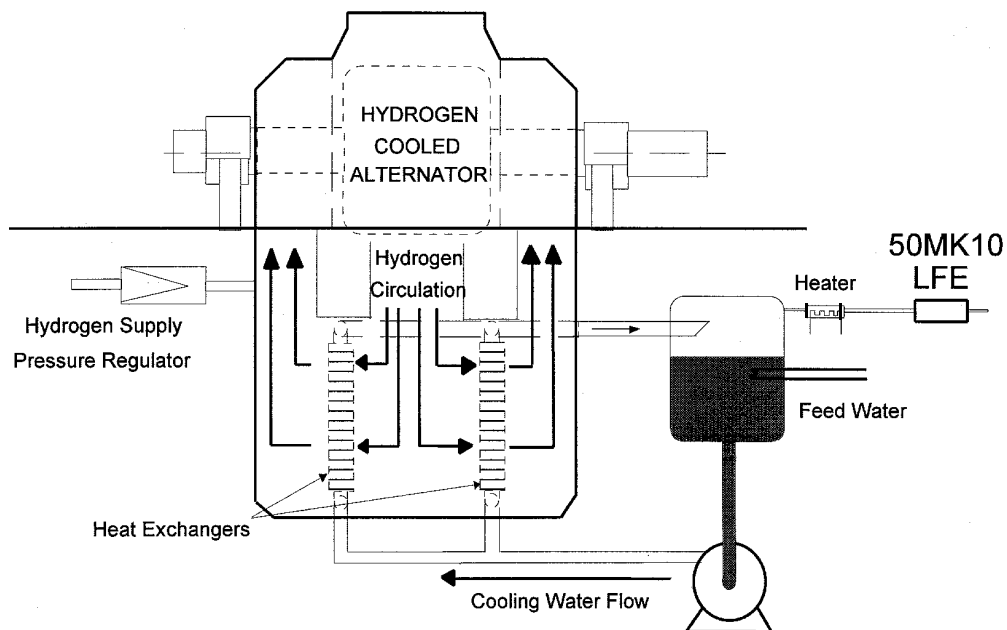 HYDROGEN
COOLED
ALTERNATOR
50MK10
LFE
Hydrogen
Circulation
Heater
Hydrogen Supply
Pressure Regulator
Feed Water
Heat Exchangers
Cooling Water Flow